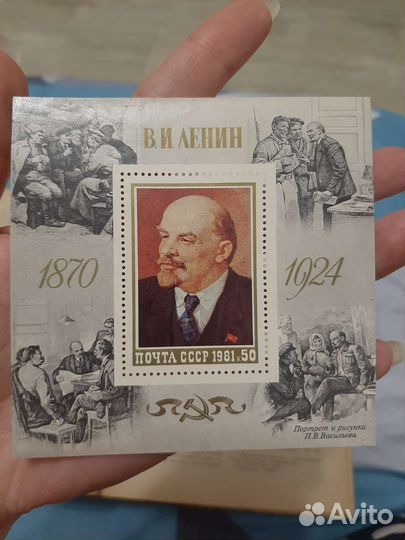 В.И.ЛЕНИН
1870
1924
ПОЧТА СССР 1981 к.50
Портрет и рисунки
П.В.Васильева
Avito